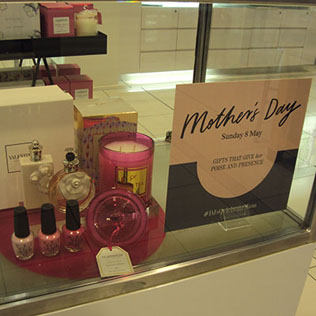 Mother's Day
Sunday 8 May
GIFTS THAT GIVE her
POISE AND PRESENCE